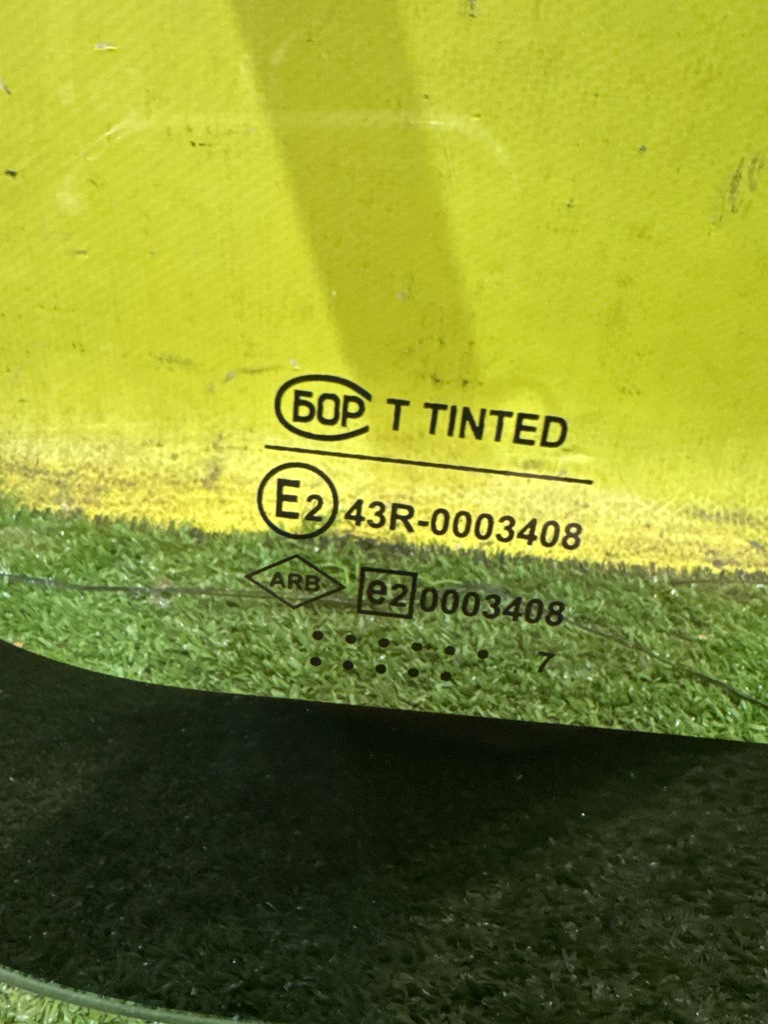 БОР T TINTED
E2 43R-0003408
ARB e2 0003408
7